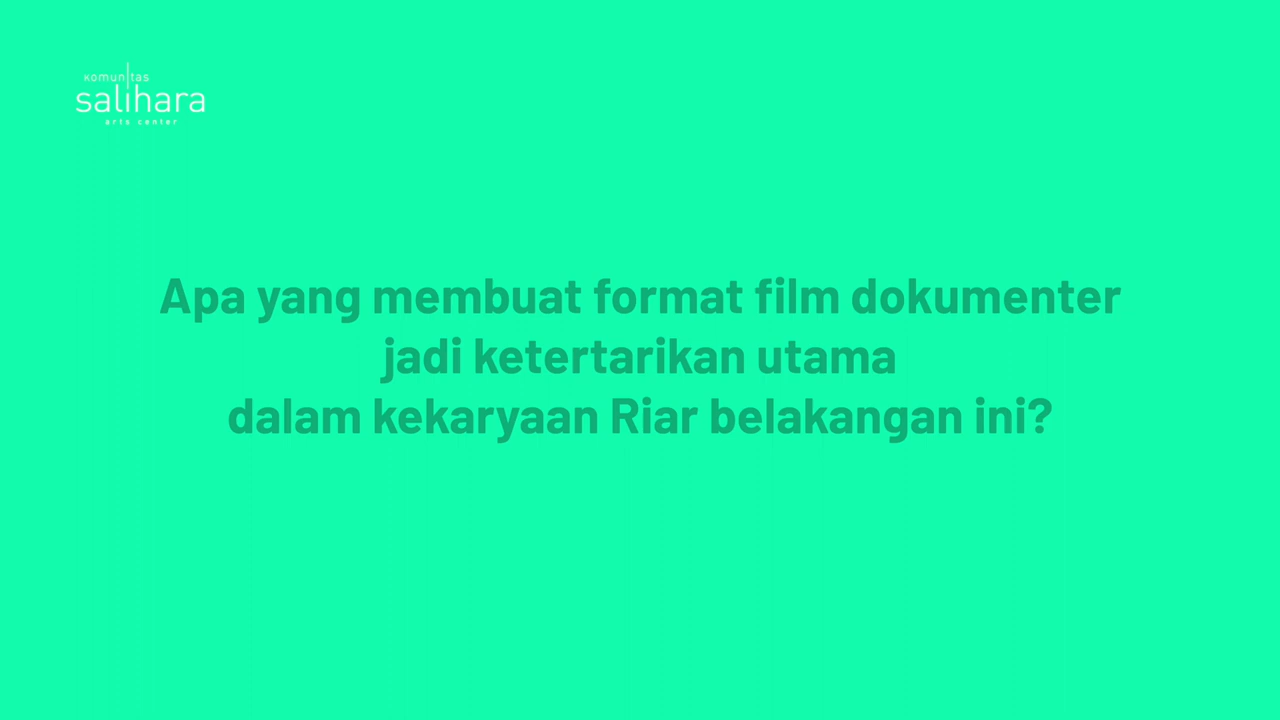 komunitas
salihara
arts center
Apa yang membuat format film dokumenter
jadi ketertarikan utama
dalam kekaryaan Riar belakangan ini?